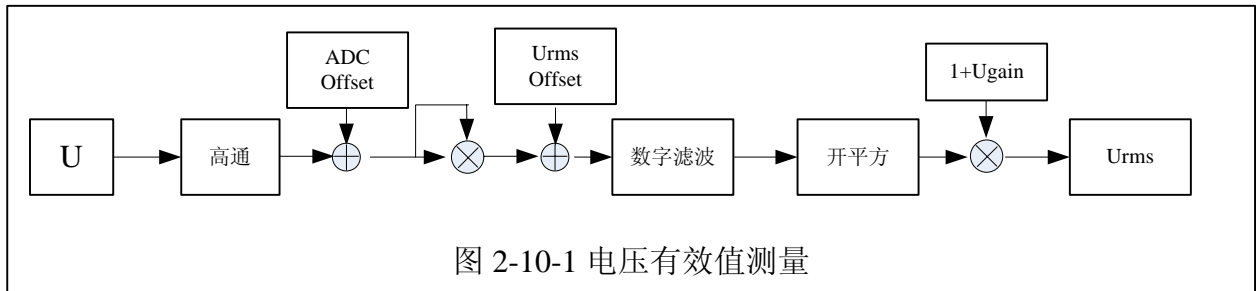 ADC
Offset
Urms
Offset
1+Ugain
U
高通
数字滤波
开平方
Urms
图 2-10-1 电压有效值测量